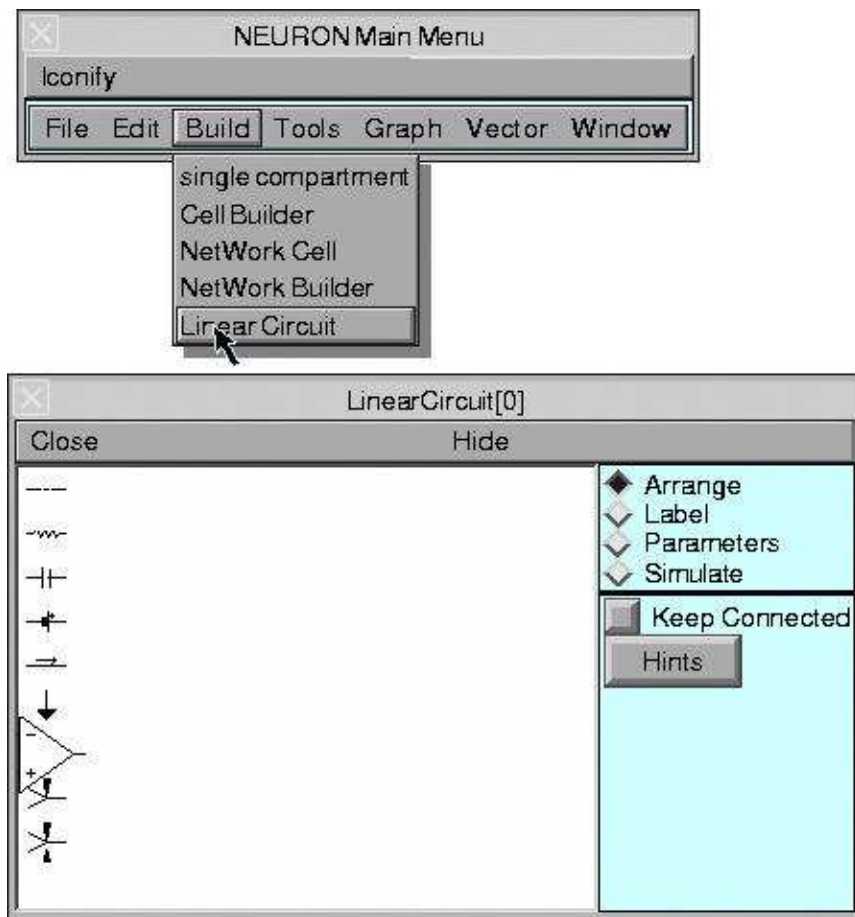 NEURON Main Menu
Iconify
File Edit Build Tools Graph Vector Window
single compartment
Cell Builder
NetWork Cell
NetWork Builder
Linear Circuit
LinearCircuit[0]
Close Hide
Arrange
Label
Parameters
Simulate
Keep Connected
Hints